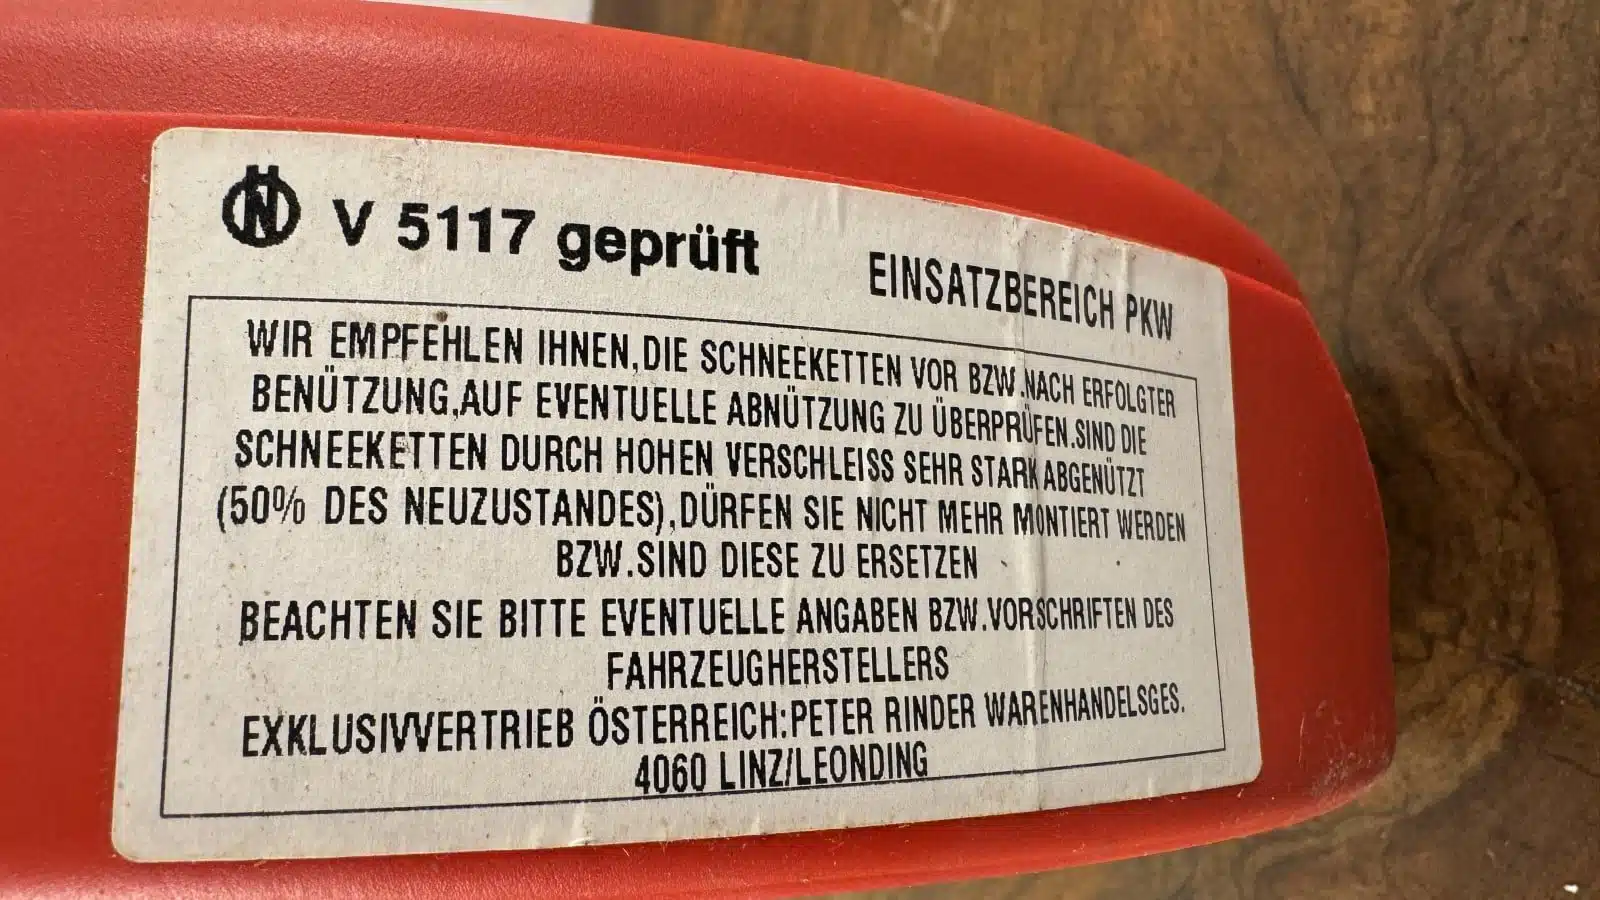 ÖN V 5117 geprüft
EINSATZBEREICH PKW
WIR EMPFEHLEN IHNEN,DIE SCHNEEKETTEN VOR BZW.NACH ERFOLGTER
BENÜTZUNG,AUF EVENTUELLE ABNÜTZUNG ZU ÜBERPRÜFEN.SIND DIE
SCHNEEKETTEN DURCH HOHEN VERSCHLEISS SEHR STARK ABGENÜTZT
(50% DES NEUZUSTANDES),DÜRFEN SIE NICHT MEHR MONTIERT WERDEN
BZW.SIND DIESE ZU ERSETZEN
BEACHTEN SIE BITTE EVENTUELLE ANGABEN BZW.VORSCHRIFTEN DES
FAHRZEUGHERSTELLERS
EXKLUSIVVERTRIEB ÖSTERREICH:PETER RINDER WARENHANDELSGES.
4060 LINZ/LEONDING